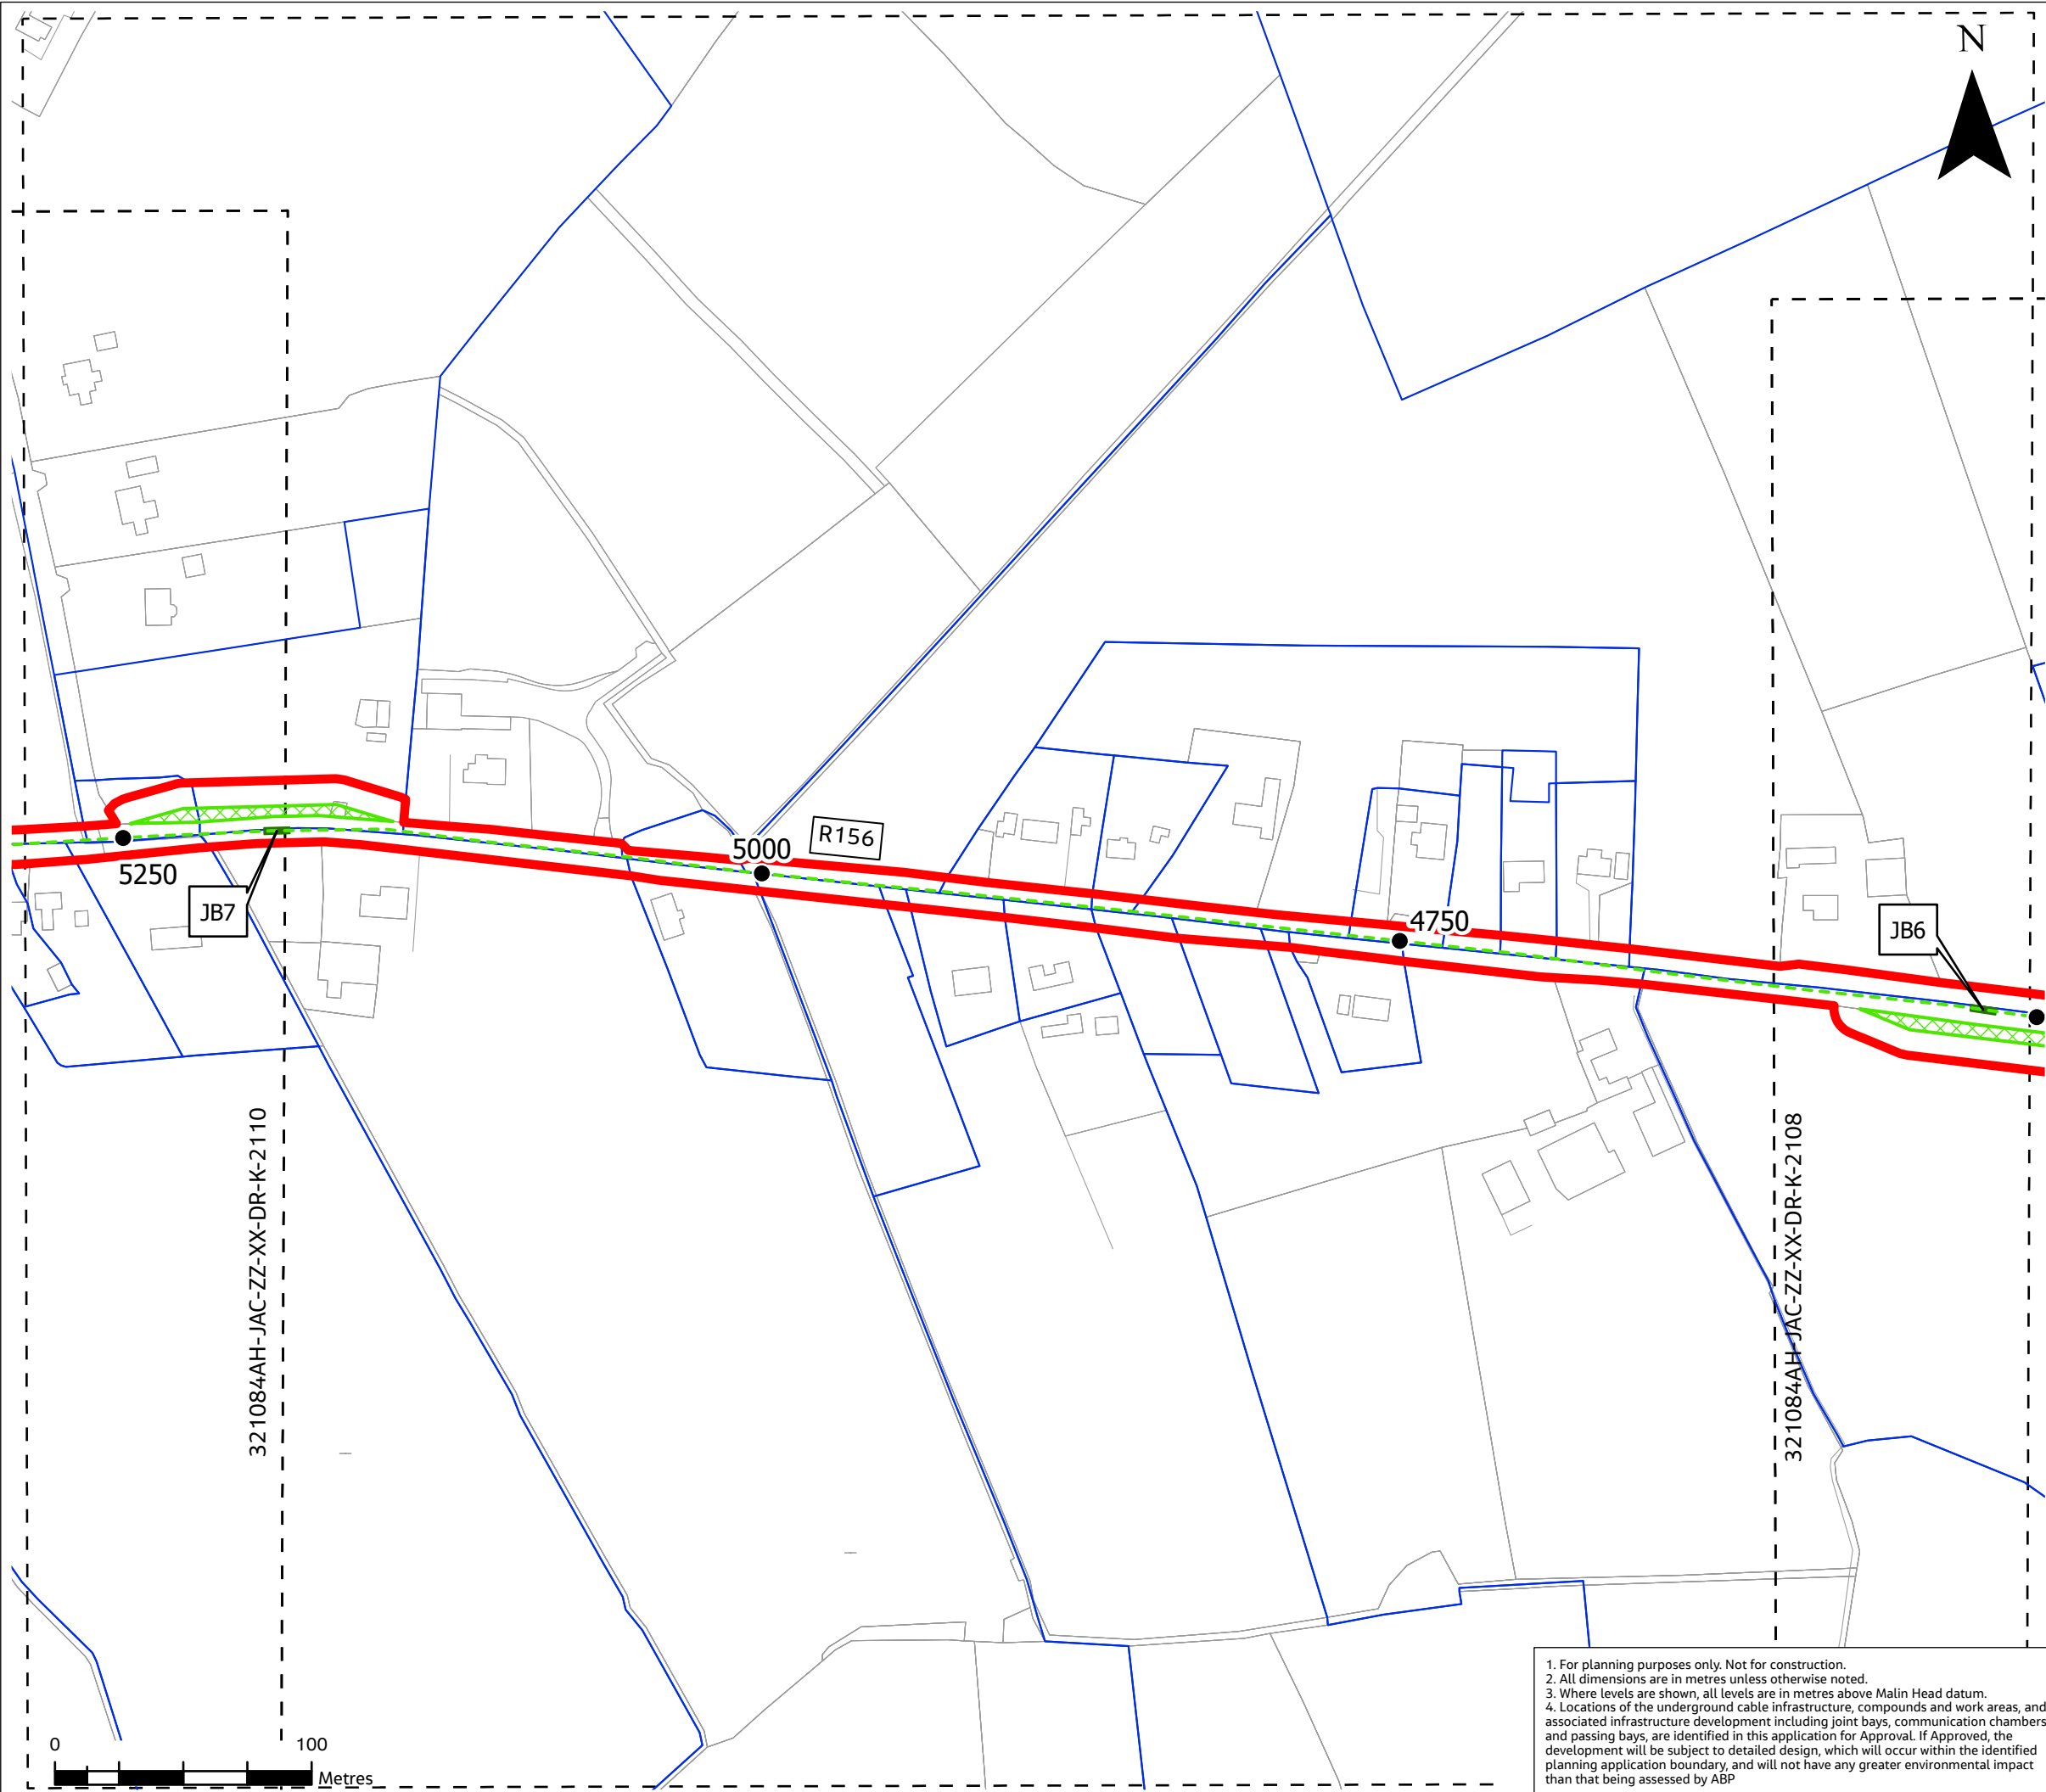 N
R156
5000
5250
JB7
4750
JB6
321084AH-JAC-ZZ-XX-DR-K-2110
321084AH-JAC-ZZ-XX-DR-K-2108
0 100
Metres
1. For planning purposes only. Not for construction.
2. All dimensions are in metres unless otherwise noted.
3. Where levels are shown, all levels are in metres above Malin Head datum.
4. Locations of the underground cable infrastructure, compounds and work areas, and
associated infrastructure development including joint bays, communication chambers
and passing bays, are identified in this application for Approval. If Approved, the
development will be subject to detailed design, which will occur within the identified
planning application boundary, and will not have any greater environmental impact
than that being assessed by ABP